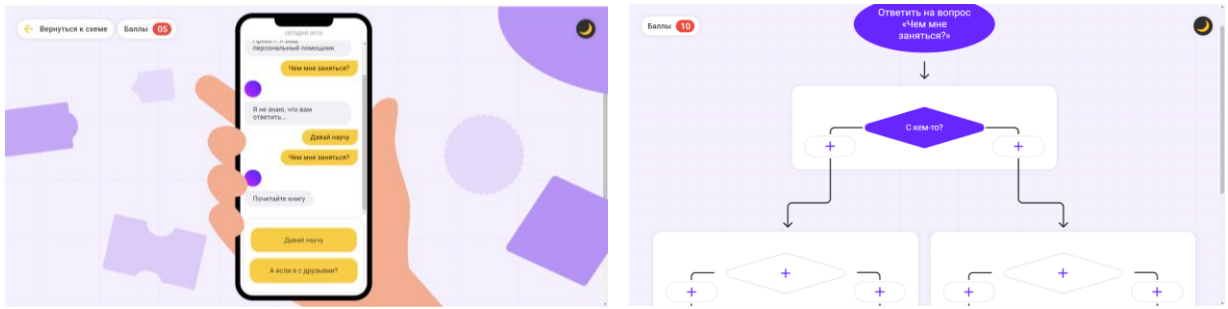 Вернуться к схеме
Баллы 05
СЕГОДНЯ, 09:39
персональный помощник
Чем мне заняться?
Я не знаю, что вам
ответить...
Давай научу
Чем мне заняться?
Почитайте книгу
Давай научу
А если я с друзьями?
Баллы 10
Ответить на вопрос
«Чем мне
заняться?»
С кем-то?